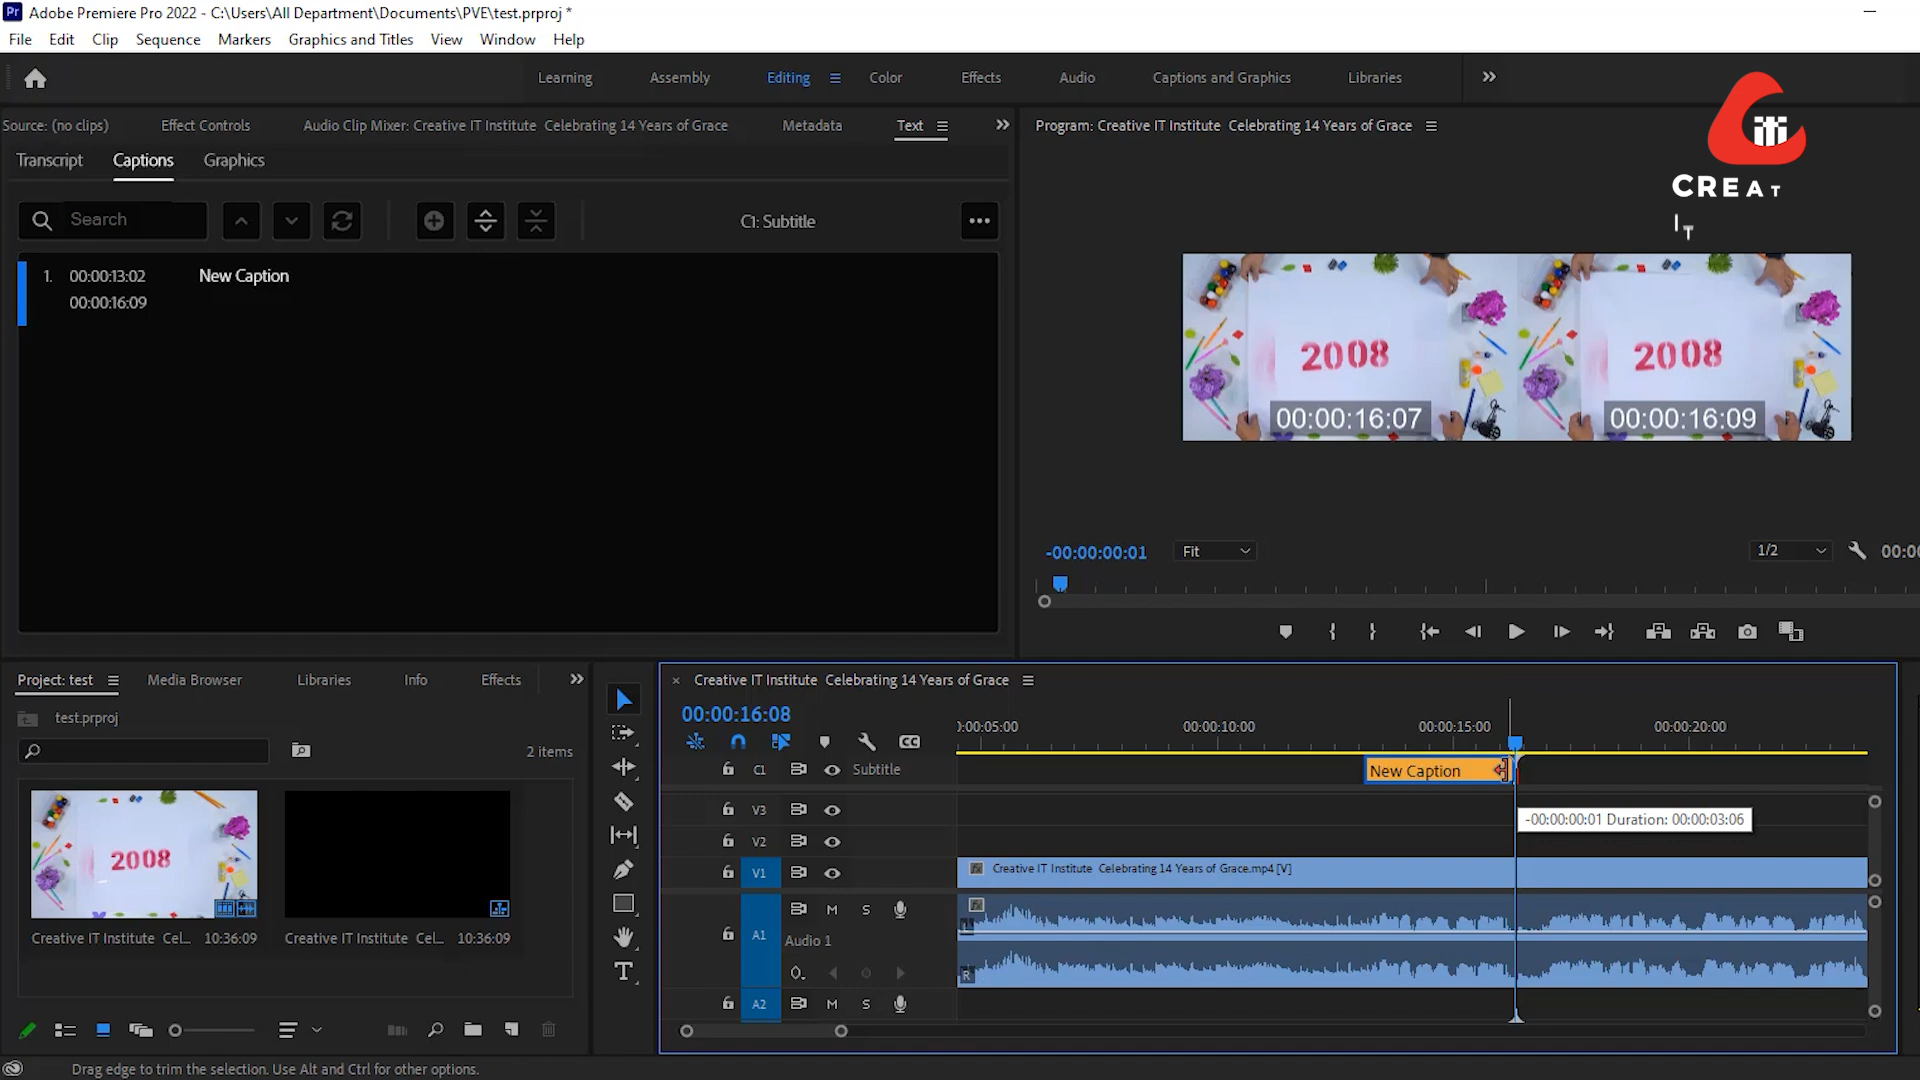 Pr Adobe Premiere Pro 2022 - C:\Users\All Department\Documents\PVE\test.prproj *
File Edit Clip Sequence Markers Graphics and Titles View Window Help
Learning Assembly Editing Color Effects Audio Captions and Graphics Libraries
Source: (no clips) Effect Controls Audio Clip Mixer: Creative IT Institute Celebrating 14 Years of Grace Metadata Text
Program: Creative IT Institute Celebrating 14 Years of Grace
iti
CREAT
IT
Transcript Captions Graphics
Search
C1: Subtitle
1. 00:00:13:02 New Caption
00:00:16:09
2008 2008
00:00:16:07 00:00:16:09
-00:00:00:01 Fit 1/2 00:00
Project: test Media Browser Libraries Info Effects
test.prproj
2 items
2008
Creative IT Institute Cel... 10:36:09 Creative IT Institute Cel... 10:36:09
× Creative IT Institute Celebrating 14 Years of Grace
00:00:16:08
0:00:05:00 00:00:10:00 00:00:15:00 00:00:20:00
CC
C1 Subtitle New Caption
V3
-00:00:00:01 Duration: 00:00:03:06
V2
V1 fx Creative IT Institute Celebrating 14 Years of Grace.mp4 [V]
M S fx
L
A1 Audio 1
R
A2 M S
T
Drag edge to trim the selection. Use Alt and Ctrl for other options.